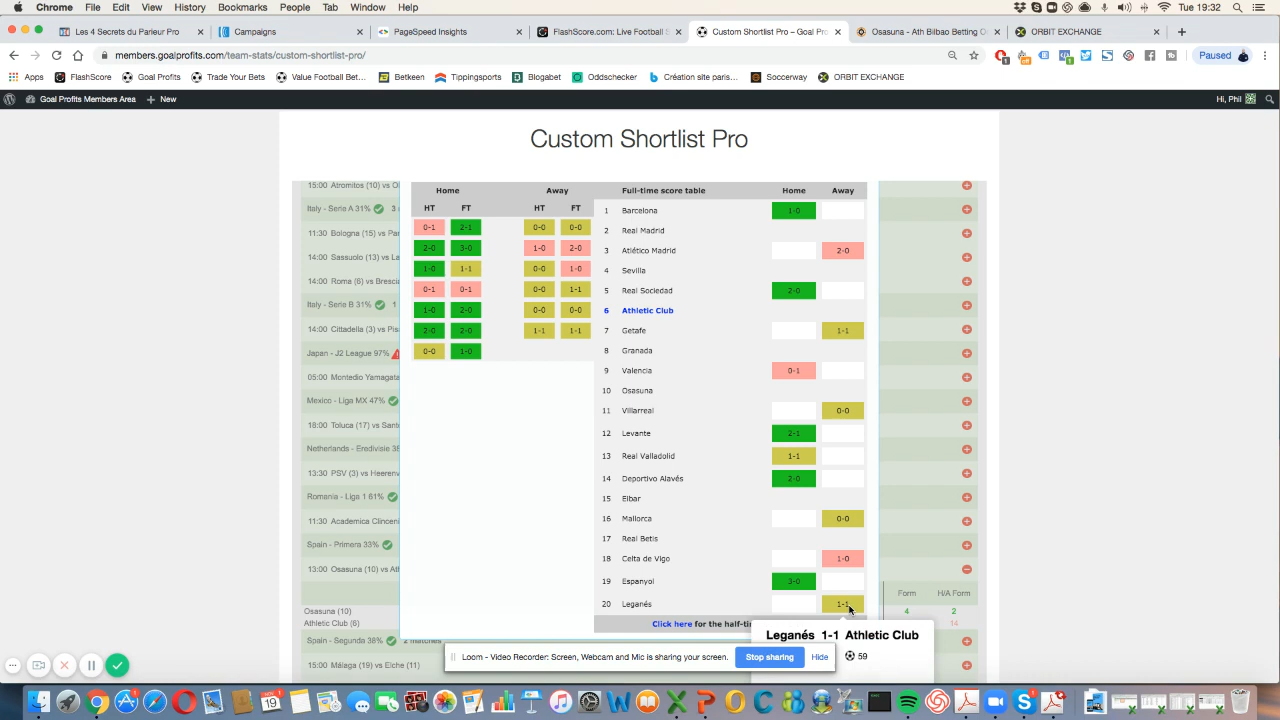 Chrome File Edit View History Bookmarks People Tab Window Help Tue 19:32
Les 4 Secrets du Parieur Pro Campaigns PageSpeed Insights FlashScore.com: Live Football S Custom Shortlist Pro – Goal Pro Osasuna - Ath Bilbao Betting O ORBIT EXCHANGE
members.goalprofits.com/team-stats/custom-shortlist-pro/ Paused
Apps FlashScore Goal Profits Trade Your Bets Value Football Bet... Betkeen Tippingsports Blogabet Oddschecker Création site paris... Soccerway ORBIT EXCHANGE
Goal Profits Members Area New Hi, Phil
Custom Shortlist Pro
15:00 Atromitos (10) vs Ol
Italy - Serie A 31% 3
11:30 Bologna (15) vs Par
14:00 Sassuolo (13) vs La
14:00 Roma (6) vs Bresci
Italy - Serie B 31% 1
14:00 Cittadella (3) vs Pis
Japan - J2 League 97%
05:00 Montedio Yamagata
Mexico - Liga MX 47%
18:00 Toluca (17) vs Sant
Netherlands - Eredivisie 38
13:30 PSV (3) vs Heerenv
Romania - Liga 1 61%
11:30 Academica Clinceni
Spain - Primera 33%
13:00 Osasuna (10) vs Ath
Osasuna (10)
Athletic Club (6)
Spain - Segunda 38% 2 matches
15:00 Málaga (19) vs Elche (11)
Home Away
HT FT HT FT
0-1 2-1 0-0 0-0
2-0 3-0 1-0 2-0
1-0 1-1 0-0 1-0
0-1 0-1 0-0 1-1
1-0 2-0 0-0 0-0
2-0 2-0 1-1 1-1
0-0 1-0
Full-time score table Home Away
1 Barcelona 1-0
2 Real Madrid
3 Atlético Madrid 2-0
4 Sevilla
5 Real Sociedad 2-0
6 Athletic Club
7 Getafe 1-1
8 Granada
9 Valencia 0-1
10 Osasuna
11 Villarreal 0-0
12 Levante 2-1
13 Real Valladolid 1-1
14 Deportivo Alavés 2-0
15 Eibar
16 Mallorca 0-0
17 Real Betis
18 Celta de Vigo 1-0
19 Espanyol 3-0
20 Leganés 1-1
Click here for the half-tim
Form H/A Form
4 2
14
Leganés 1-1 Athletic Club
59
Loom - Video Recorder: Screen, Webcam and Mic is sharing your screen. Stop sharing Hide